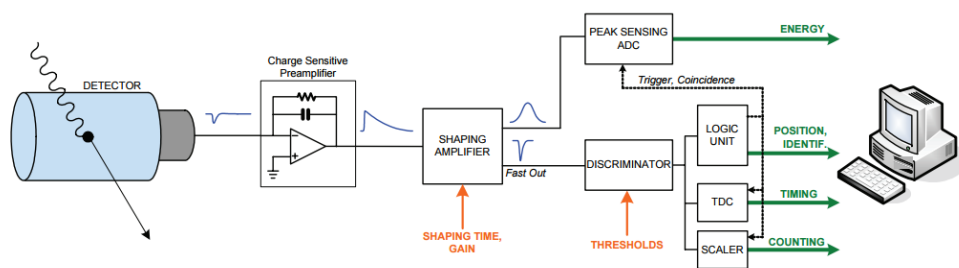 DETECTOR
Charge Sensitive
Preamplifier
SHAPING
AMPLIFIER
Fast Out
SHAPING TIME,
GAIN
PEAK SENSING
ADC
ENERGY
Trigger, Coincidence
DISCRIMINATOR
THRESHOLDS
LOGIC
UNIT
POSITION,
IDENTIF.
TDC
TIMING
SCALER
COUNTING